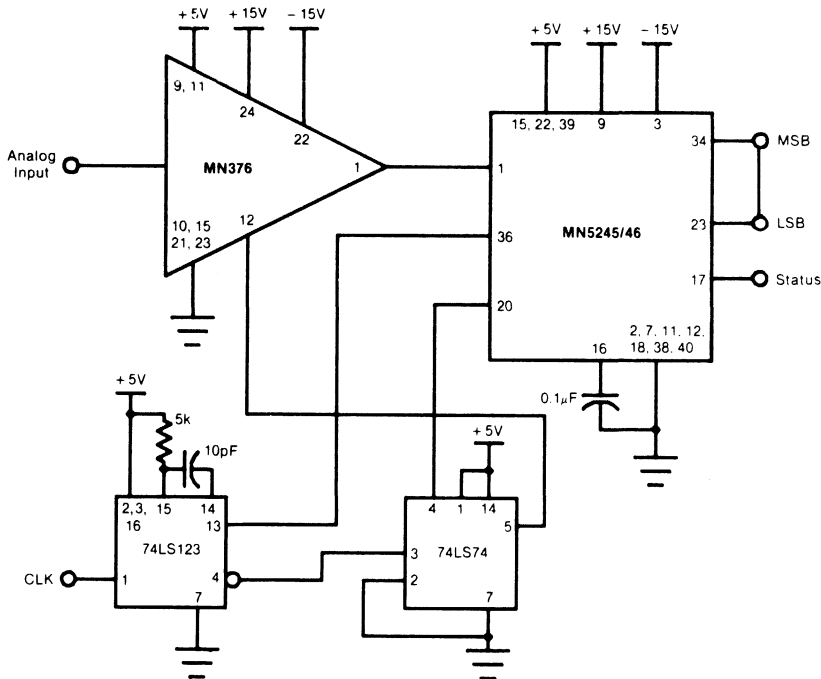 + 5V
+ 15V
- 15V
9, 11
24
22
Analog
Input
MN376
1
10, 15
21, 23
12
+ 5V
+ 15V
- 15V
15, 22, 39
9
3
34
MSB
1
36
MN5245/46
23
LSB
20
17
Status
2, 7, 11, 12,
18, 38, 40
16
0.1μF
+ 5V
5k
10pF
2,3,
16
15
14
13
74LS123
CLK
1
4
7
+ 5V
4
1
14
5
3
74LS74
2
7